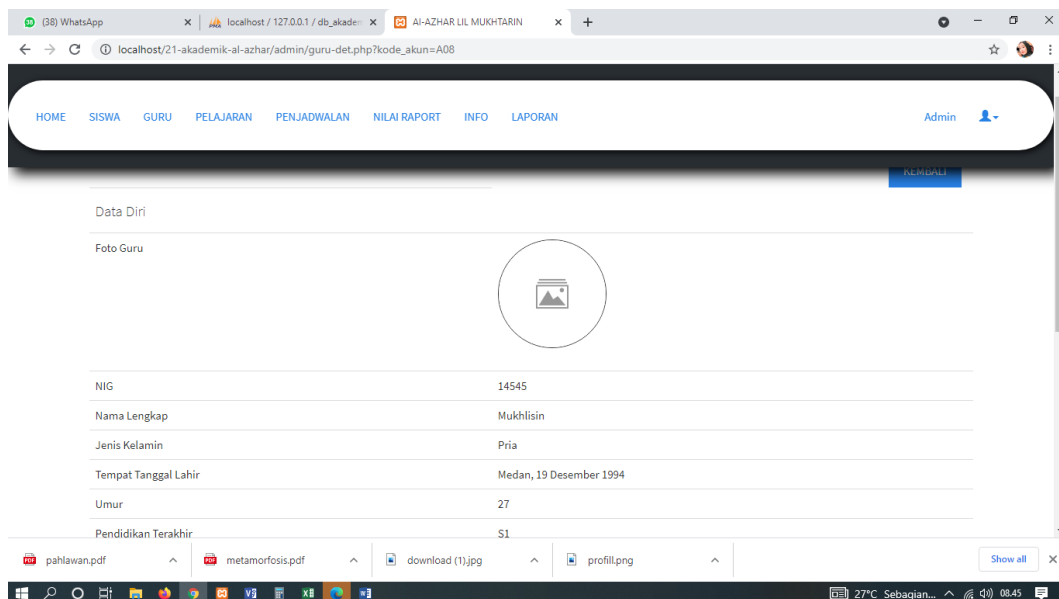 (38) WhatsApp
localhost / 127.0.0.1 / db_akadem
Al-AZHAR LIL MUKHTARIN
localhost/21-akademik-al-azhar/admin/guru-det.php?kode_akun=A08
HOME SISWA GURU PELAJARAN PENJADWALAN NILAI RAPORT INFO LAPORAN Admin
KEMBALI
Data Diri
Foto Guru
NIG 14545
Nama Lengkap Mukhlisin
Jenis Kelamin Pria
Tempat Tanggal Lahir Medan, 19 Desember 1994
Umur 27
Pendidikan Terakhir S1
pahlawan.pdf metamorfosis.pdf download (1).jpg profill.png Show all
27°C Sebagian... 08.45